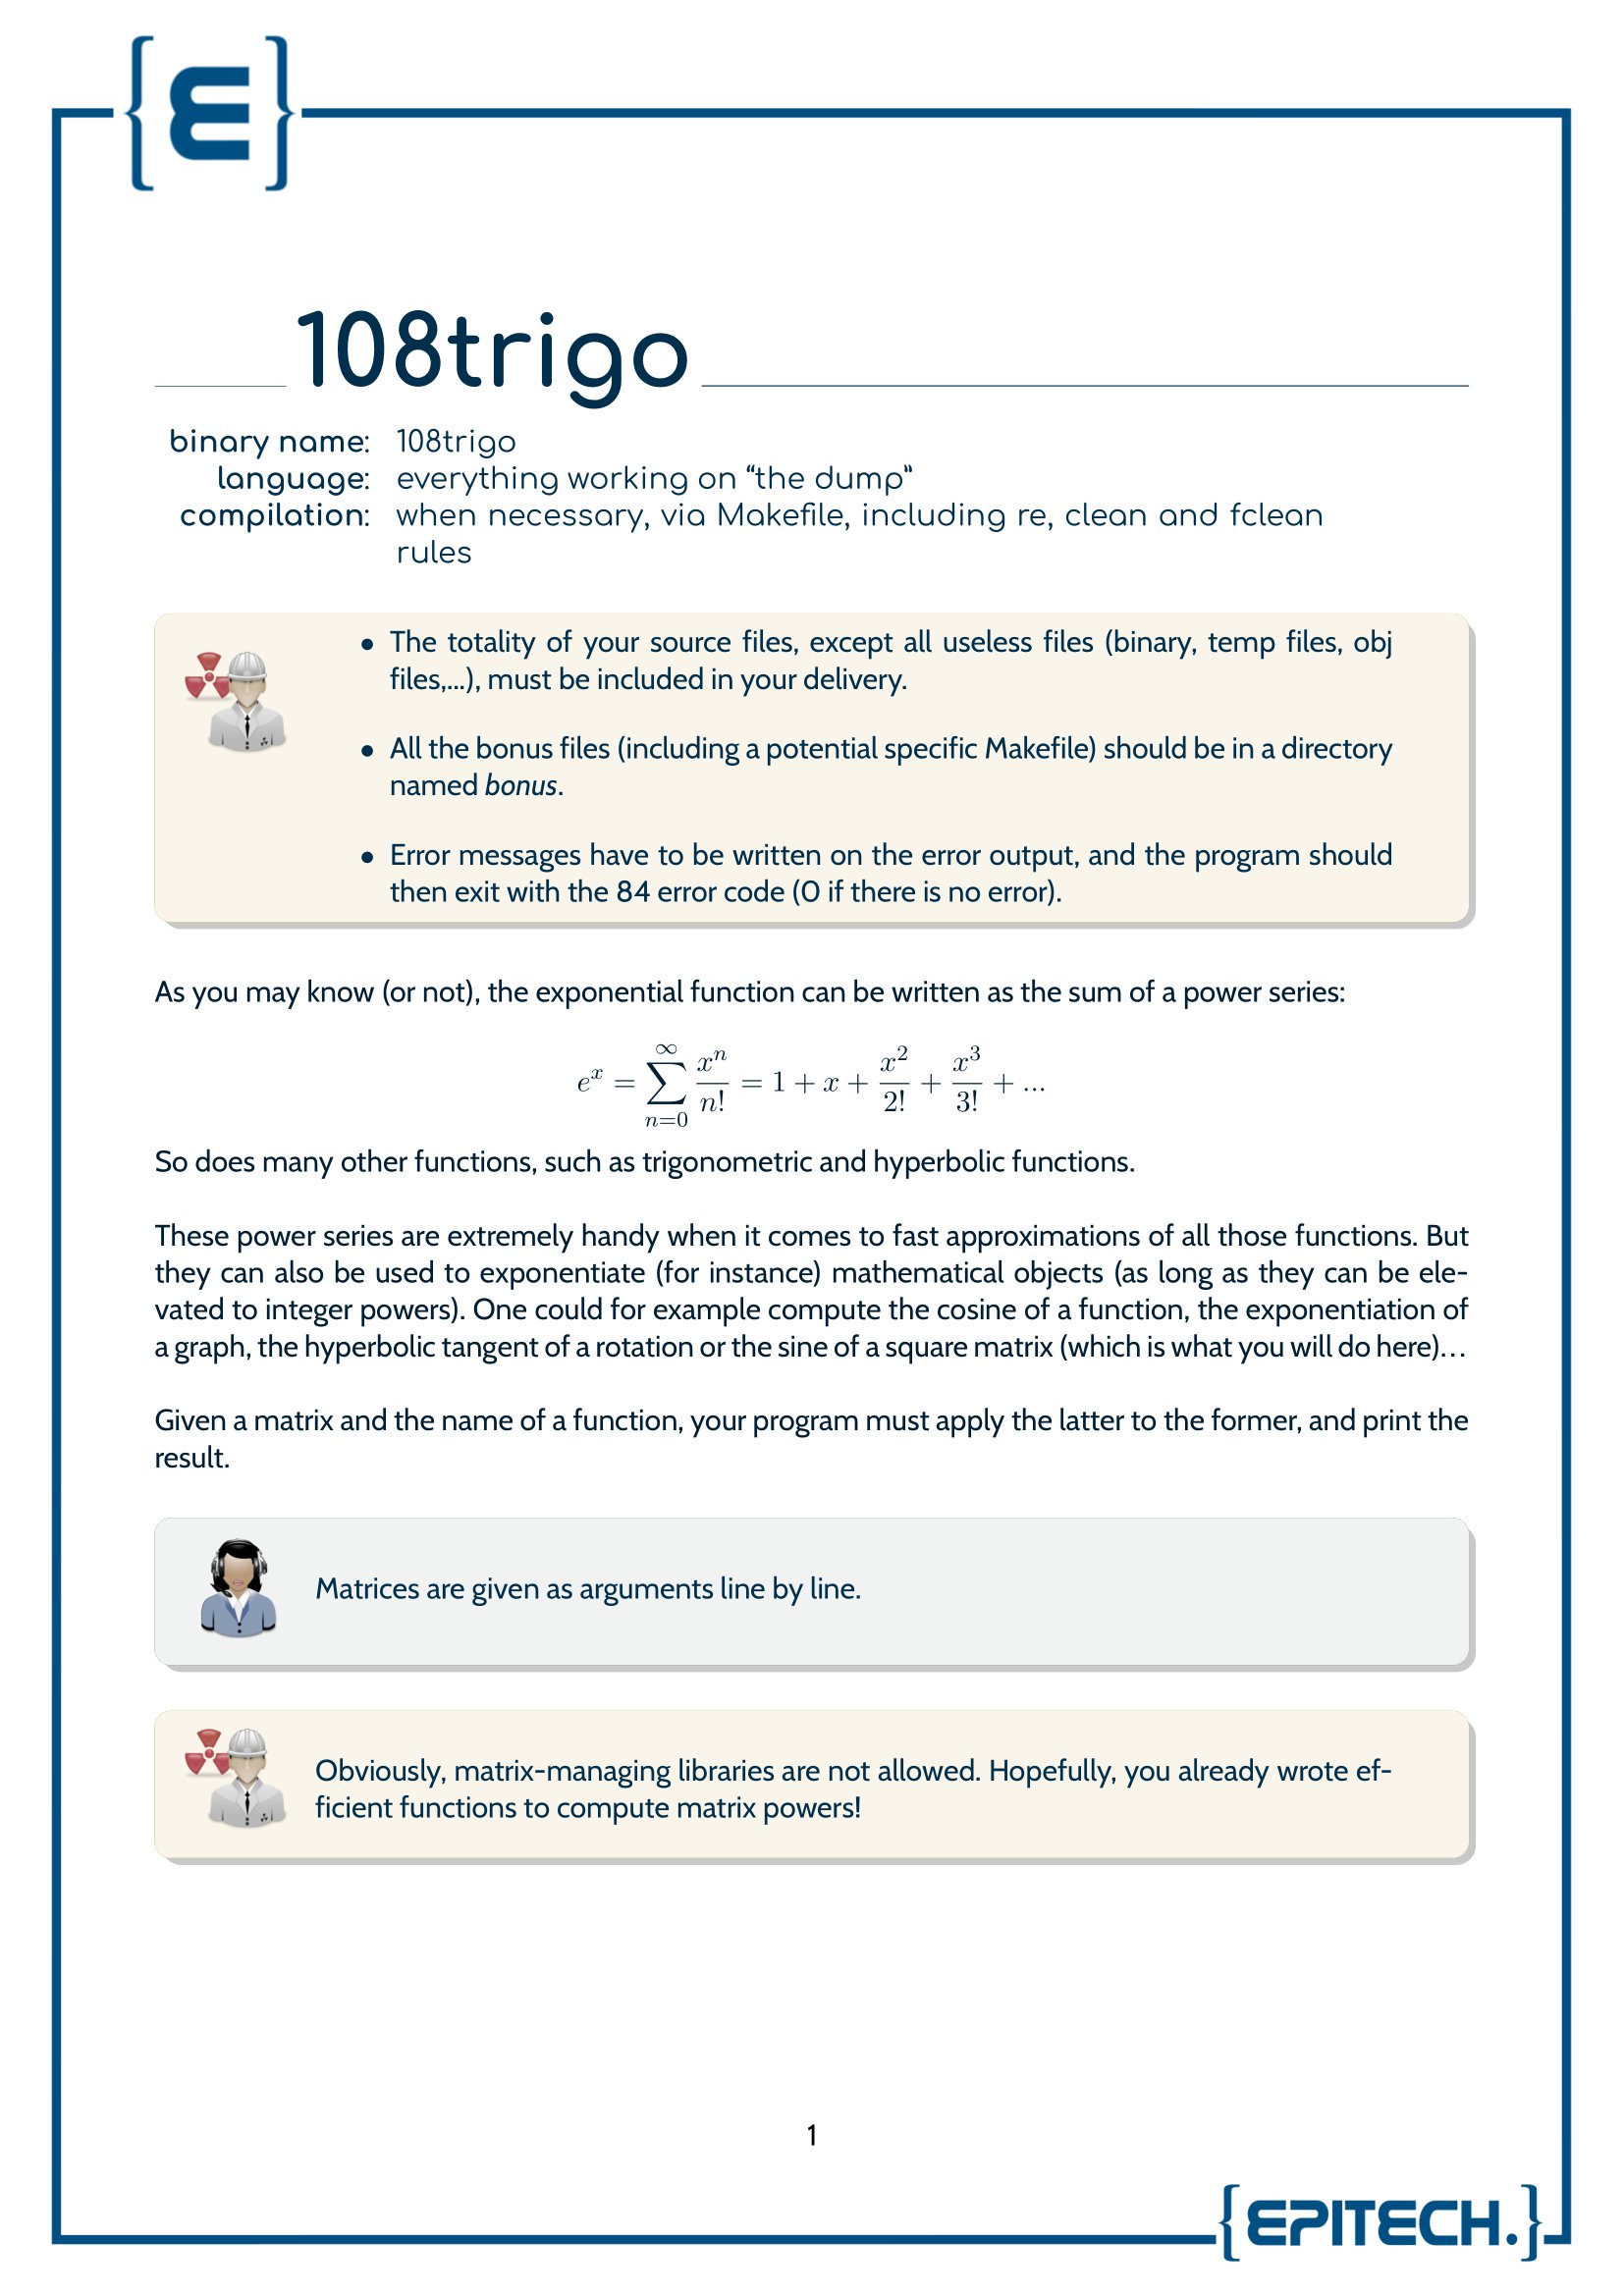 {E}
108trigo
binary name: 108trigo
language: everything working on “the dump”
compilation: when necessary, via Makefile, including re, clean and fclean
rules
• The totality of your source files, except all useless files (binary, temp files, obj
files,...), must be included in your delivery.
• All the bonus files (including a potential specific Makefile) should be in a directory
named bonus.
• Error messages have to be written on the error output, and the program should
then exit with the 84 error code (0 if there is no error).
As you may know (or not), the exponential function can be written as the sum of a power series:
e^x = ∑_{n=0}^{∞} x^n/n! = 1 + x + x^2/2! + x^3/3! + ...
So does many other functions, such as trigonometric and hyperbolic functions.
These power series are extremely handy when it comes to fast approximations of all those functions. But
they can also be used to exponentiate (for instance) mathematical objects (as long as they can be ele-
vated to integer powers). One could for example compute the cosine of a function, the exponentiation of
a graph, the hyperbolic tangent of a rotation or the sine of a square matrix (which is what you will do here)...
Given a matrix and the name of a function, your program must apply the latter to the former, and print the
result.
Matrices are given as arguments line by line.
Obviously, matrix-managing libraries are not allowed. Hopefully, you already wrote ef-
ficient functions to compute matrix powers!
1
{EPITECH.}